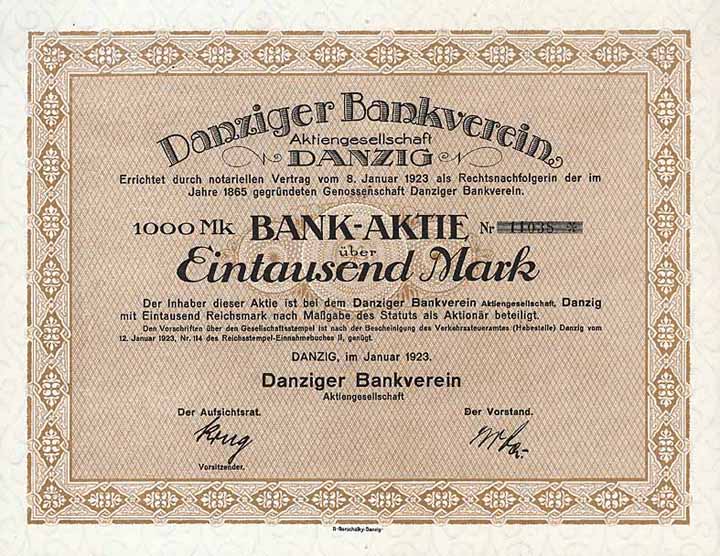 Danziger Bankverein
Aktiengesellschaft
DANZIG
Errichtet durch notariellen Vertrag vom 8. Januar 1923 als Rechtsnachfolgerin der im
Jahre 1865 gegründeten Genossenschaft Danziger Bankverein.
1000 Mk BANK-AKTIE Nr 11038 *
über
Eintausend Mark
Der Inhaber dieser Aktie ist bei dem Danziger Bankverein Aktiengesellschaft, Danzig
mit Eintausend Reichsmark nach Maßgabe des Statuts als Aktionär beteiligt.
Den Vorschriften über den Gesellschaftsstempel ist nach der Bescheinigung des Verkehrssteueramtes (Hebestelle) Danzig vom
12. Januar 1923, Nr. 114 des Reichsstempel-Einnahmebuches II, genügt.
DANZIG, im Januar 1923.
Danziger Bankverein
Aktiengesellschaft
Der Aufsichtsrat. Der Vorstand.
Krug
Vorsitzender.